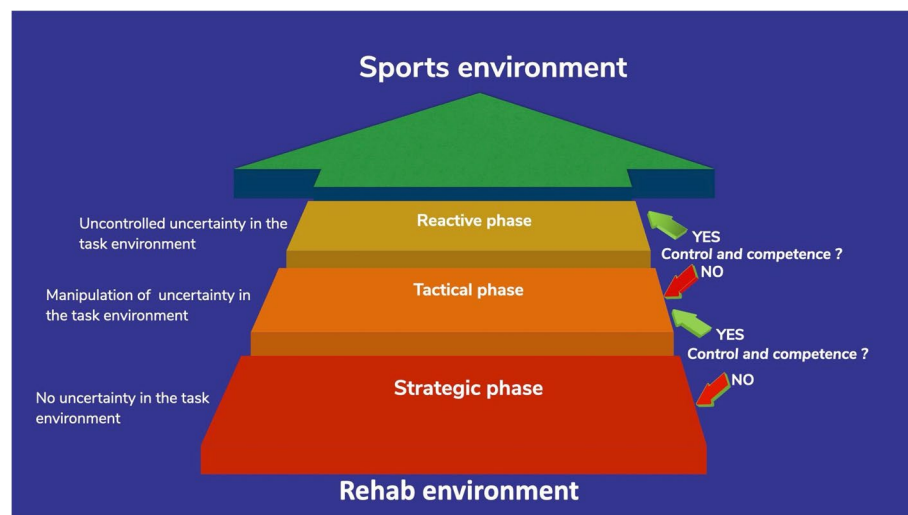 Sports environment
Uncontrolled uncertainty in the
task environment
Reactive phase
YES
Control and competence ?
NO
Manipulation of uncertainty in
the task environment
Tactical phase
YES
Control and competence ?
NO
No uncertainty in the task
environment
Strategic phase
Rehab environment